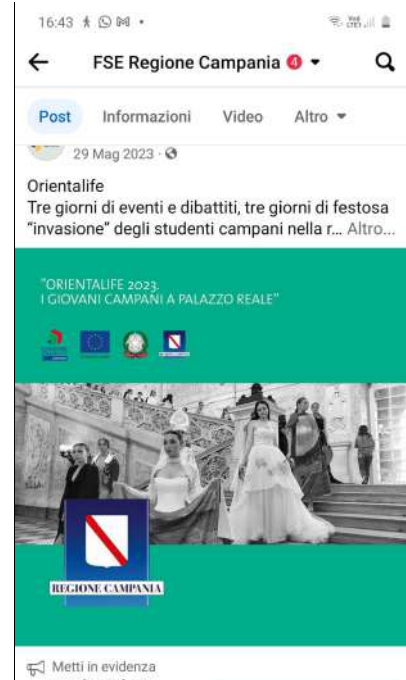 16:43
FSE Regione Campania 4
Post Informazioni Video Altro
29 Mag 2023
Orientalife
Tre giorni di eventi e dibattiti, tre giorni di festosa
“invasione” degli studenti campani nella r... Altro...
"ORIENTALIFE 2023.
I GIOVANI CAMPANI A PALAZZO REALE"
REGIONE CAMPANIA
Metti in evidenza